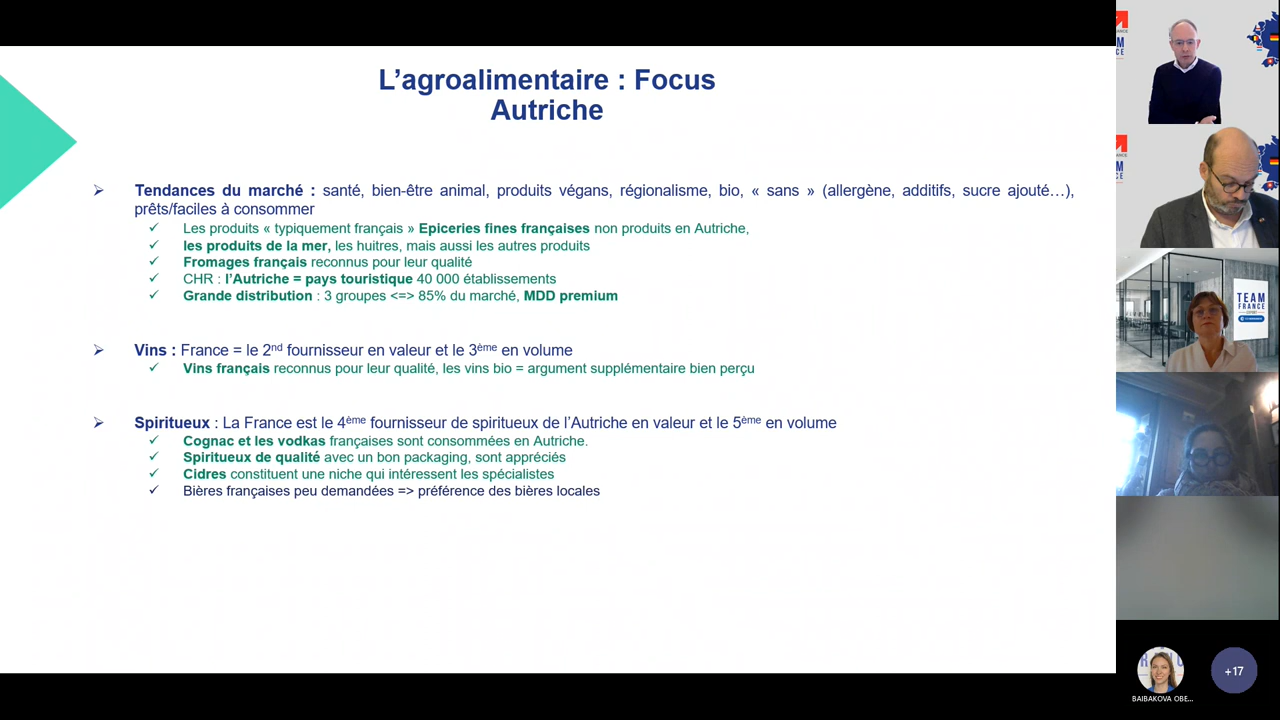 L'agroalimentaire : Focus
Autriche
➢ Tendances du marché : santé, bien-être animal, produits végans, régionalisme, bio, « sans » (allergène, additifs, sucre ajouté…),
prêts/faciles à consommer
✓ Les produits « typiquement français » Epiceries fines françaises non produits en Autriche,
✓ les produits de la mer, les huitres, mais aussi les autres produits
✓ Fromages français reconnus pour leur qualité
✓ CHR : l'Autriche = pays touristique 40 000 établissements
✓ Grande distribution : 3 groupes <=> 85% du marché, MDD premium
➢ Vins : France = le 2nd fournisseur en valeur et le 3ème en volume
✓ Vins français reconnus pour leur qualité, les vins bio = argument supplémentaire bien perçu
➢ Spiritueux : La France est le 4ème fournisseur de spiritueux de l'Autriche en valeur et le 5ème en volume
✓ Cognac et les vodkas françaises sont consommées en Autriche.
✓ Spiritueux de qualité avec un bon packaging, sont appréciés
✓ Cidres constituent une niche qui intéressent les spécialistes
✓ Bières françaises peu demandées => préférence des bières locales
TEAM
FRANCE
+17
BAIBAKOVA OBE...